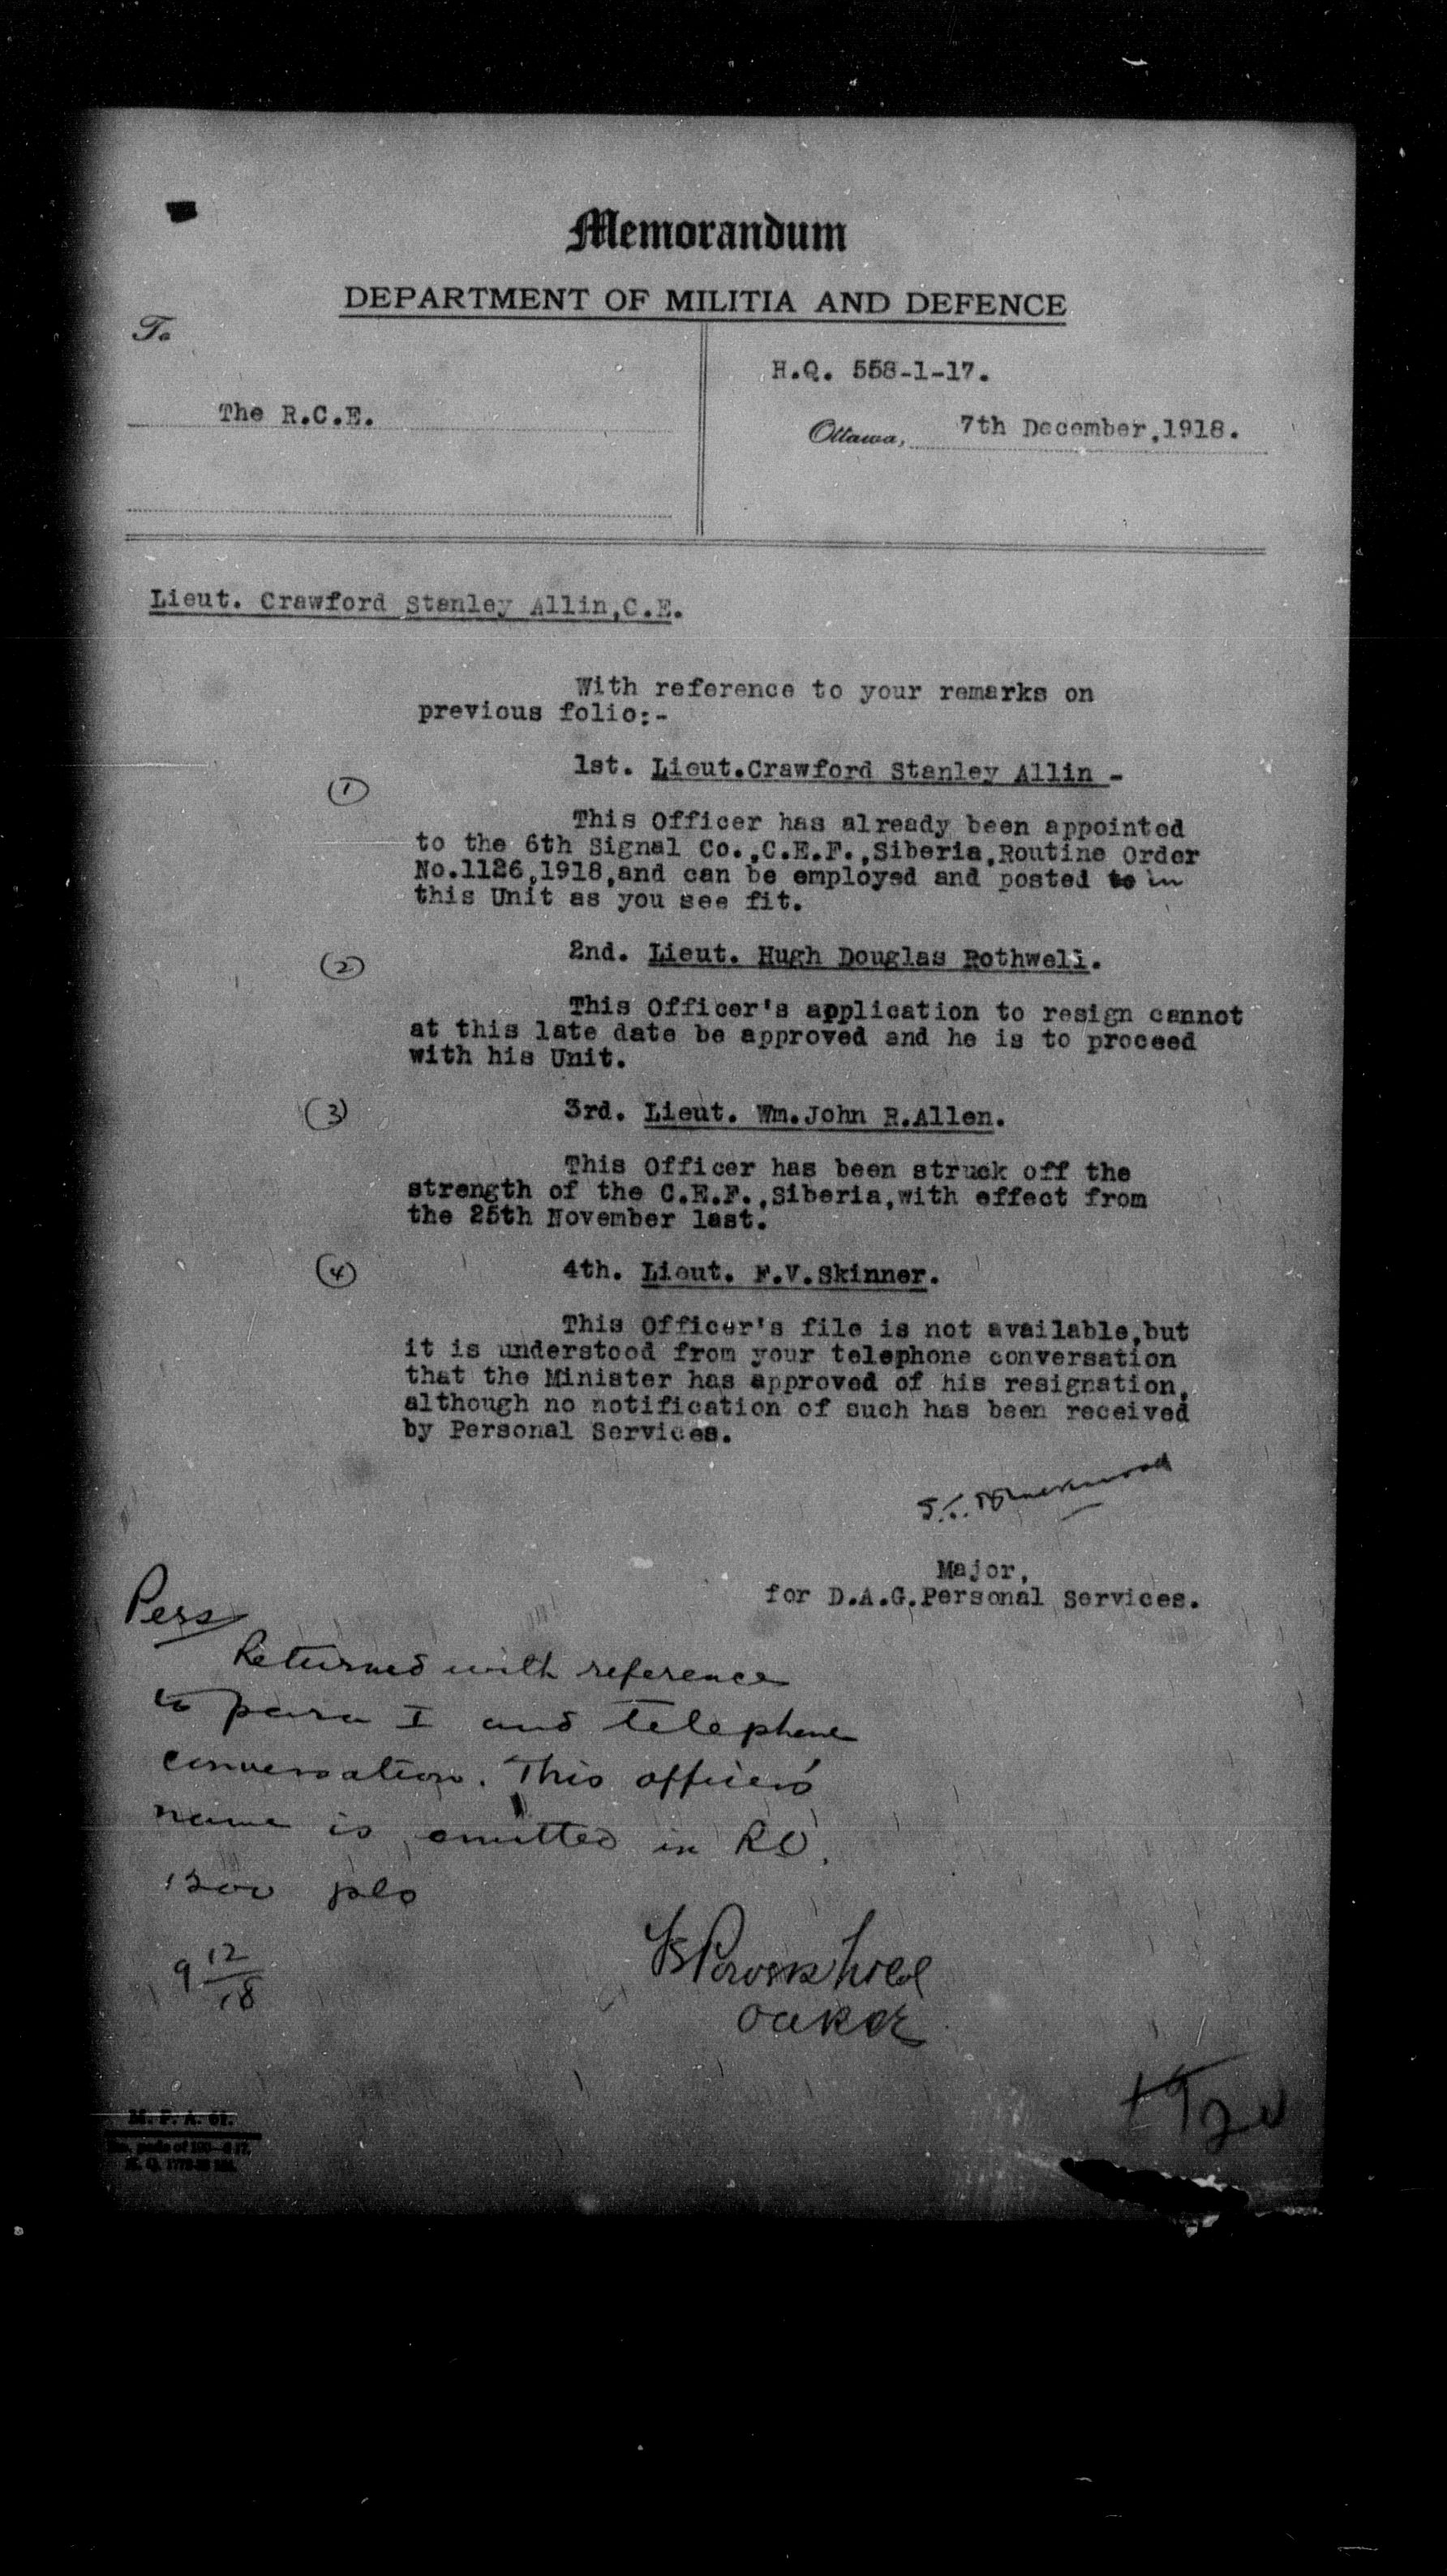 Memorandum
DEPARTMENT OF MILITIA AND DEFENCE
To
H.Q. 558-1-17.
The R.C.E.
Ottawa, 7th December,1918.
Lieut. Crawford Stanley Allin,C.E.
With reference to your remarks on
previous folio:-
1st. Lieut.Crawford Stanley Allin -
(1)
This Officer has already been appointed
to the 6th Signal Co.,C.E.F.,Siberia,Routine Order
No.1126,1918,and can be employed and posted to in
this Unit as you see fit.
(2)
2nd. Lieut. Hugh Douglas Rothwell.
This Officer's application to resign cannot
at this late date be approved and he is to proceed
with his Unit.
(3)
3rd. Lieut. Wm.John R.Allen.
This Officer has been struck off the
strength of the C.E.F.,Siberia,with effect from
the 25th November last.
(4)
4th. Lieut. F.V.Skinner.
This Officer's file is not available,but
it is understood from your telephone conversation
that the Minister has approved of his resignation,
although no notification of such has been received
by Personal Services.
Major,
for D.A.G.Personal Services.
Pers
Returned with reference
to para I and telephone
conversation. This officers
name is omitted in RO.
1200 pls
9 12/18
M. F. A. 61.